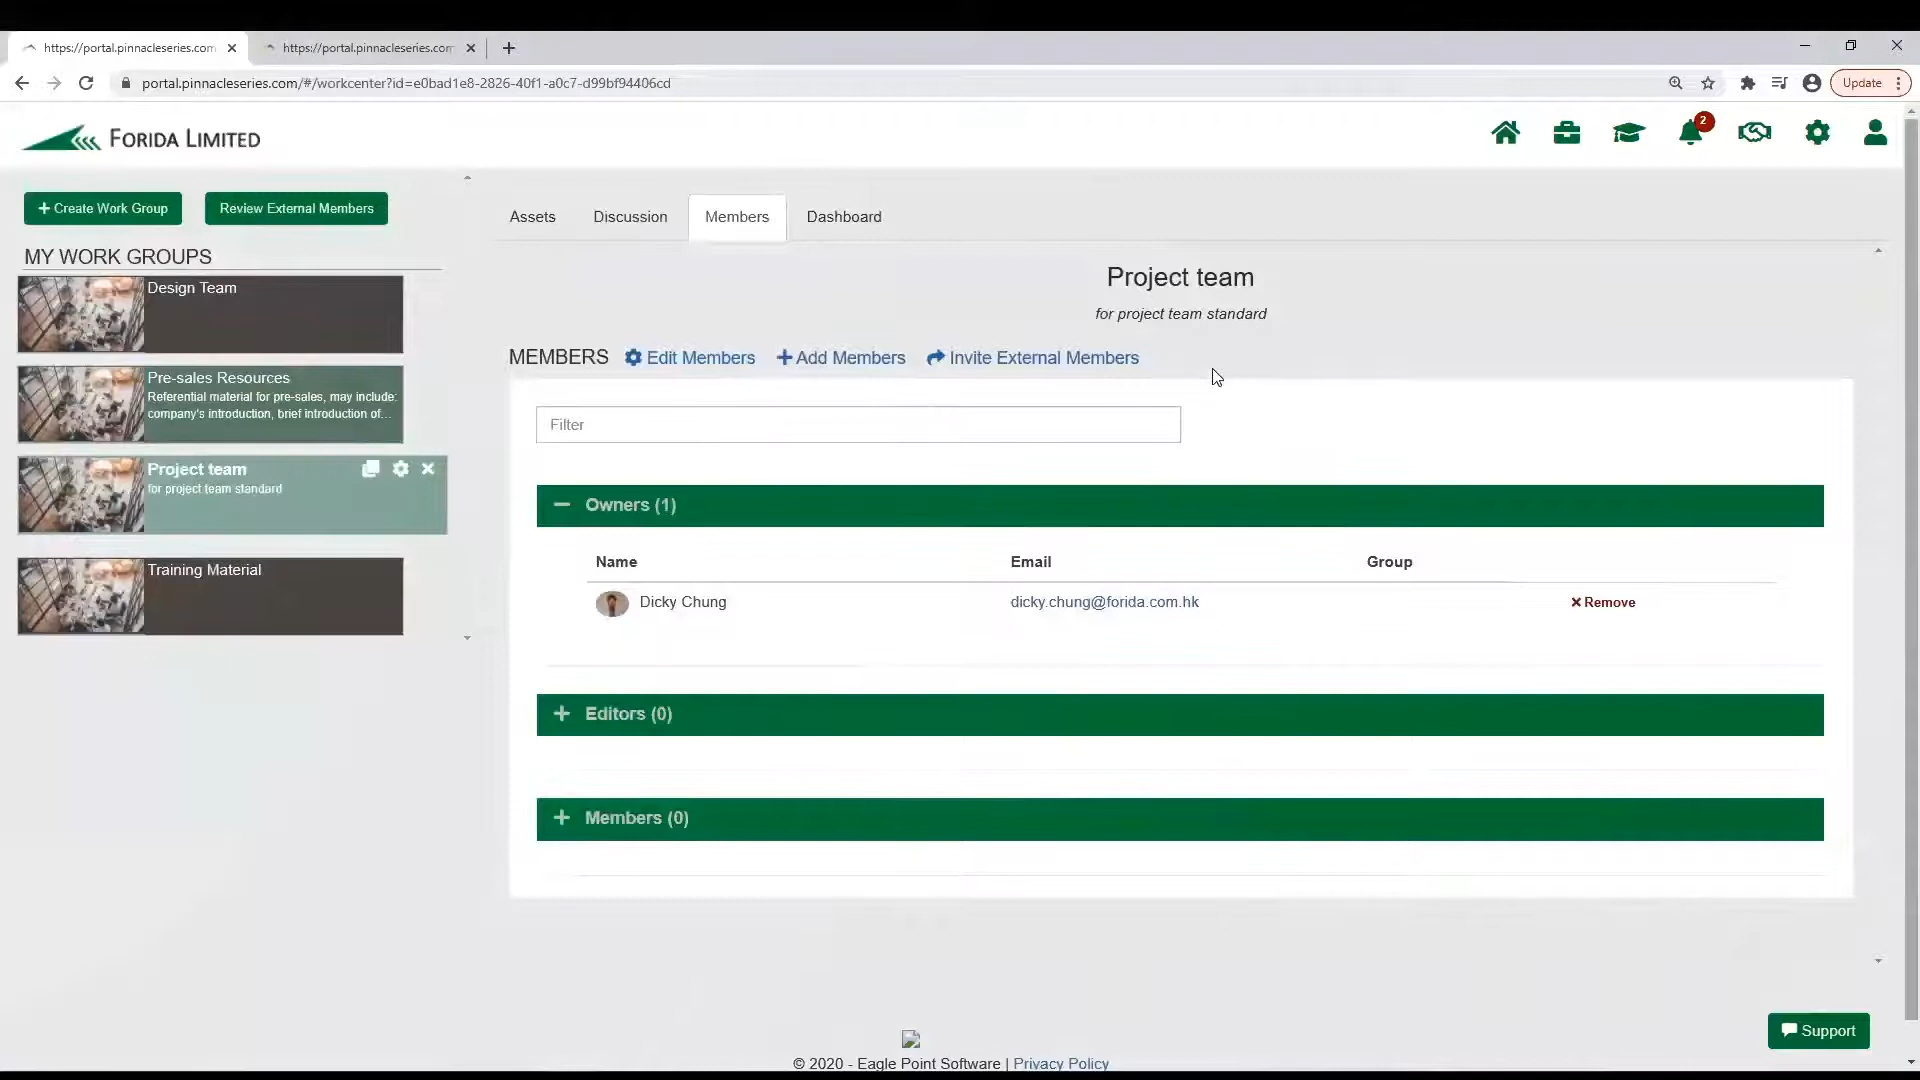 https://portal.pinnacleseries.com
https://portal.pinnacleseries.com
portal.pinnacleseries.com/#/workcenter?id=e0bad1e8-2826-40f1-a0c7-d99bf94406cd
Update
FORIDA LIMITED
2
Create Work Group
Review External Members
MY WORK GROUPS
Design Team
Pre-sales Resources
Referential material for pre-sales, may include:
company's introduction, brief introduction of...
Project team
for project team standard
Training Material
Assets
Discussion
Members
Dashboard
Project team
for project team standard
MEMBERS
Edit Members
Add Members
Invite External Members
Filter
Owners (1)
Name
Email
Group
Dicky Chung
dicky.chung@forida.com.hk
Remove
Editors (0)
Members (0)
Support
© 2020 - Eagle Point Software | Privacy Policy